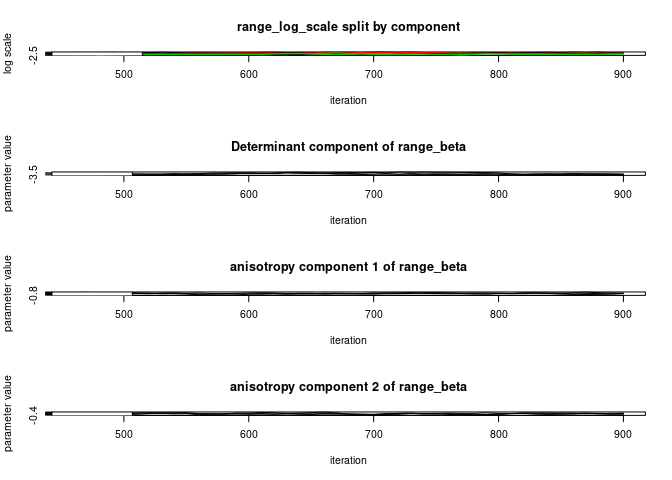 range_log_scale split by component
log scale
-2.5
500 600 700 800 900
iteration
Determinant component of range_beta
parameter value
-3.5
500 600 700 800 900
iteration
anisotropy component 1 of range_beta
parameter value
-0.8
500 600 700 800 900
iteration
anisotropy component 2 of range_beta
parameter value
-0.4
500 600 700 800 900
iteration